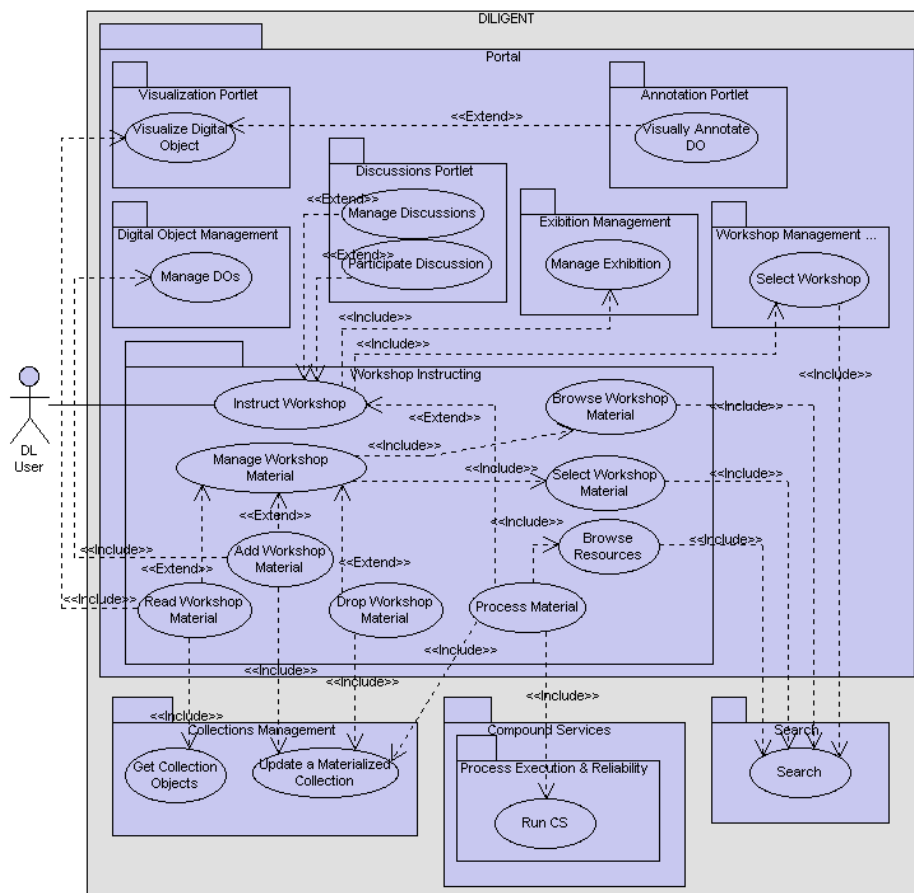 DILIGENT
Portal
Visualization Portlet
Annotation Portlet
Visualize Digital
Object
<<Extend>>
Visually Annotate
DO
Discussions Portlet
<<Extend>>
Manage Discussions
<<Extend>>
Participate Discussion
Exibition Management
Manage Exhibition
Workshop Management ...
Select Workshop
Digital Object Management
Manage DOs
<<Include>>
<<Include>>
<<Include>>
Workshop Instructing
Instruct Workshop
<<Extend>>
Browse Workshop
Material
<<Include>>
DL
User
Manage Workshop
Material
<<Include>>
<<Include>>
Select Workshop
Material
<<Include>>
<<Extend>>
Browse
Resources
<<Include>>
<<Include>>
Add Workshop
Material
<<Extend>>
<<Extend>>
<<Include>>
Read Workshop
Material
Drop Workshop
Material
Process Material
<<Include>>
<<Include>>
<<Include>>
<<Include>>
<<Include>>
Collections Management
Get Collection
Objects
Update a Materialized
Collection
Compound Services
Process Execution & Reliability
Run CS
Search
Search